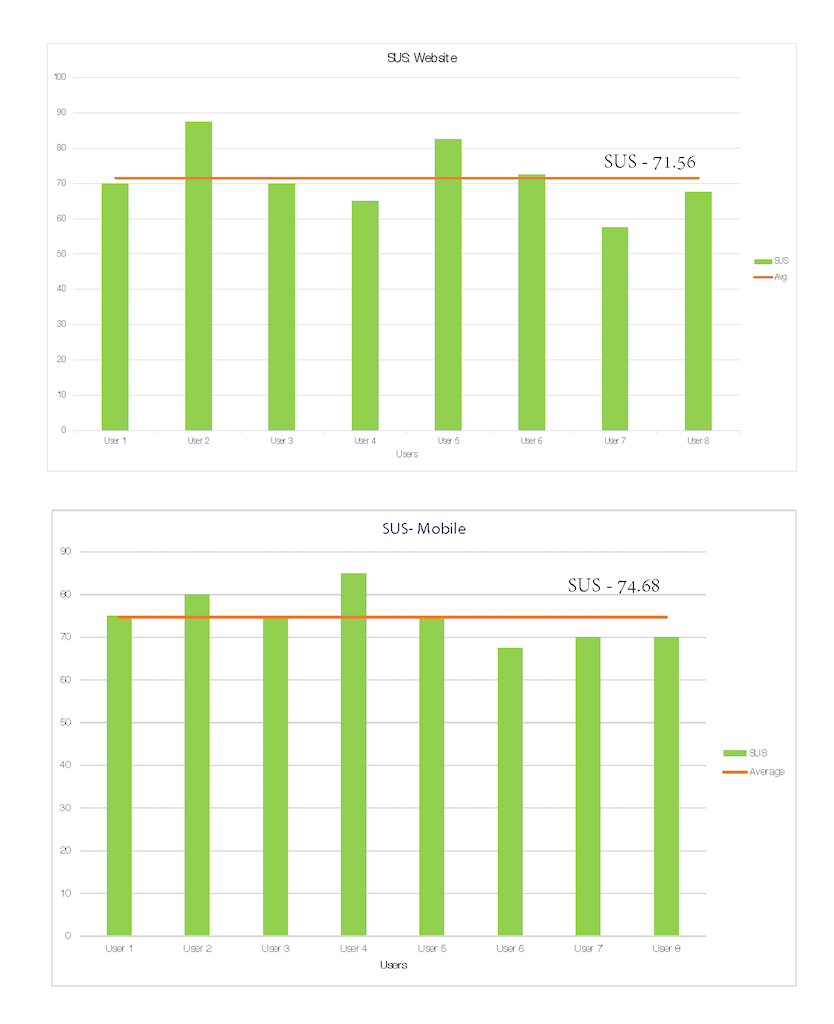 SUS: Website
100
90
80
70
60
50
40
30
20
10
0
SUS - 71.56
SUS
Avg
User 1 User 2 User 3 User 4 User 5 User 6 User 7 User 8
Users
SUS- Mobile
90
80
70
60
50
40
30
20
10
0
SUS - 74.68
SUS
Average
User 1 User 2 User 3 User 4 User 5 User 6 User 7 User 8
Users